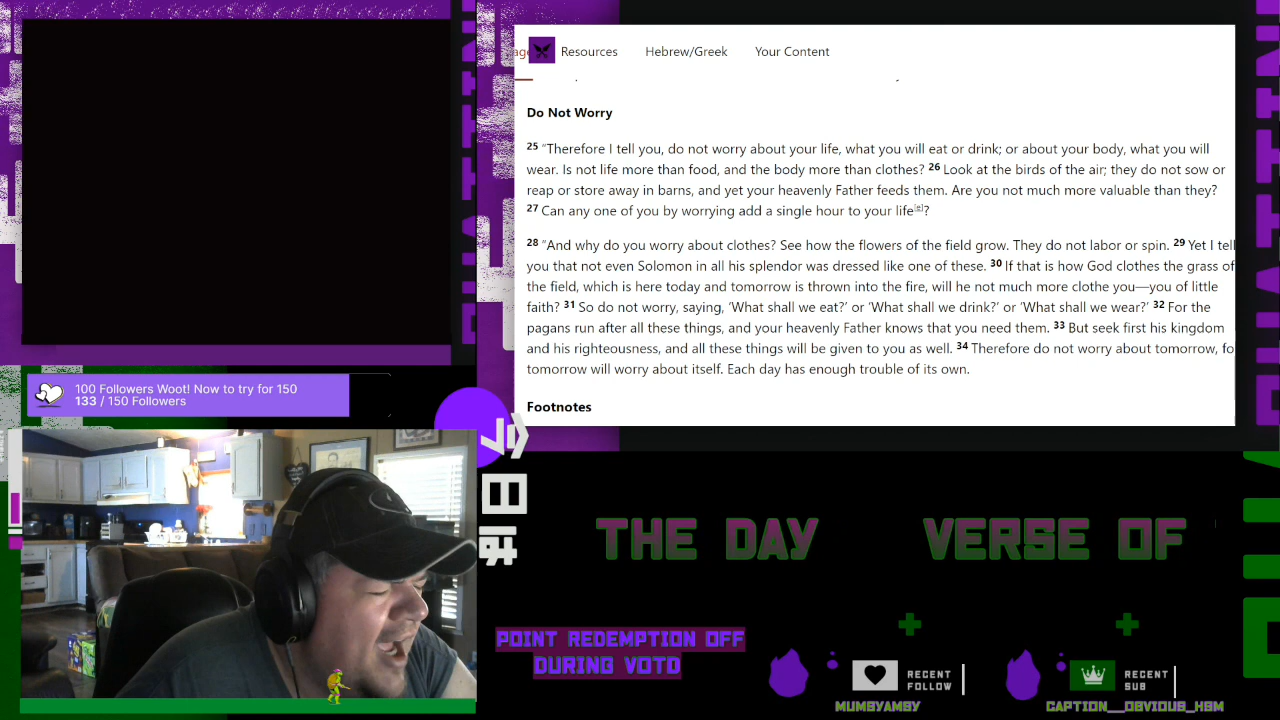 Resources Hebrew/Greek Your Content
Do Not Worry
25 “Therefore I tell you, do not worry about your life, what you will eat or drink; or about your body, what you will
wear. Is not life more than food, and the body more than clothes? 26 Look at the birds of the air; they do not sow or
reap or store away in barns, and yet your heavenly Father feeds them. Are you not much more valuable than they?
27 Can any one of you by worrying add a single hour to your life[e]?
28 “And why do you worry about clothes? See how the flowers of the field grow. They do not labor or spin. 29 Yet I tell
you that not even Solomon in all his splendor was dressed like one of these. 30 If that is how God clothes the grass of
the field, which is here today and tomorrow is thrown into the fire, will he not much more clothe you—you of little
faith? 31 So do not worry, saying, ‘What shall we eat?’ or ‘What shall we drink?’ or ‘What shall we wear?’ 32 For the
pagans run after all these things, and your heavenly Father knows that you need them. 33 But seek first his kingdom
and his righteousness, and all these things will be given to you as well. 34 Therefore do not worry about tomorrow, fo
tomorrow will worry about itself. Each day has enough trouble of its own.
Footnotes
100 Followers Woot! Now to try for 150
133 / 150 Followers
THE DAY VERSE OF
POINT REDEMPTION OFF
DURING VOTD
RECENT
FOLLOW
MUMBYAMBY
RECENT
SUB
CAPTION__OBVIOUS_HSM